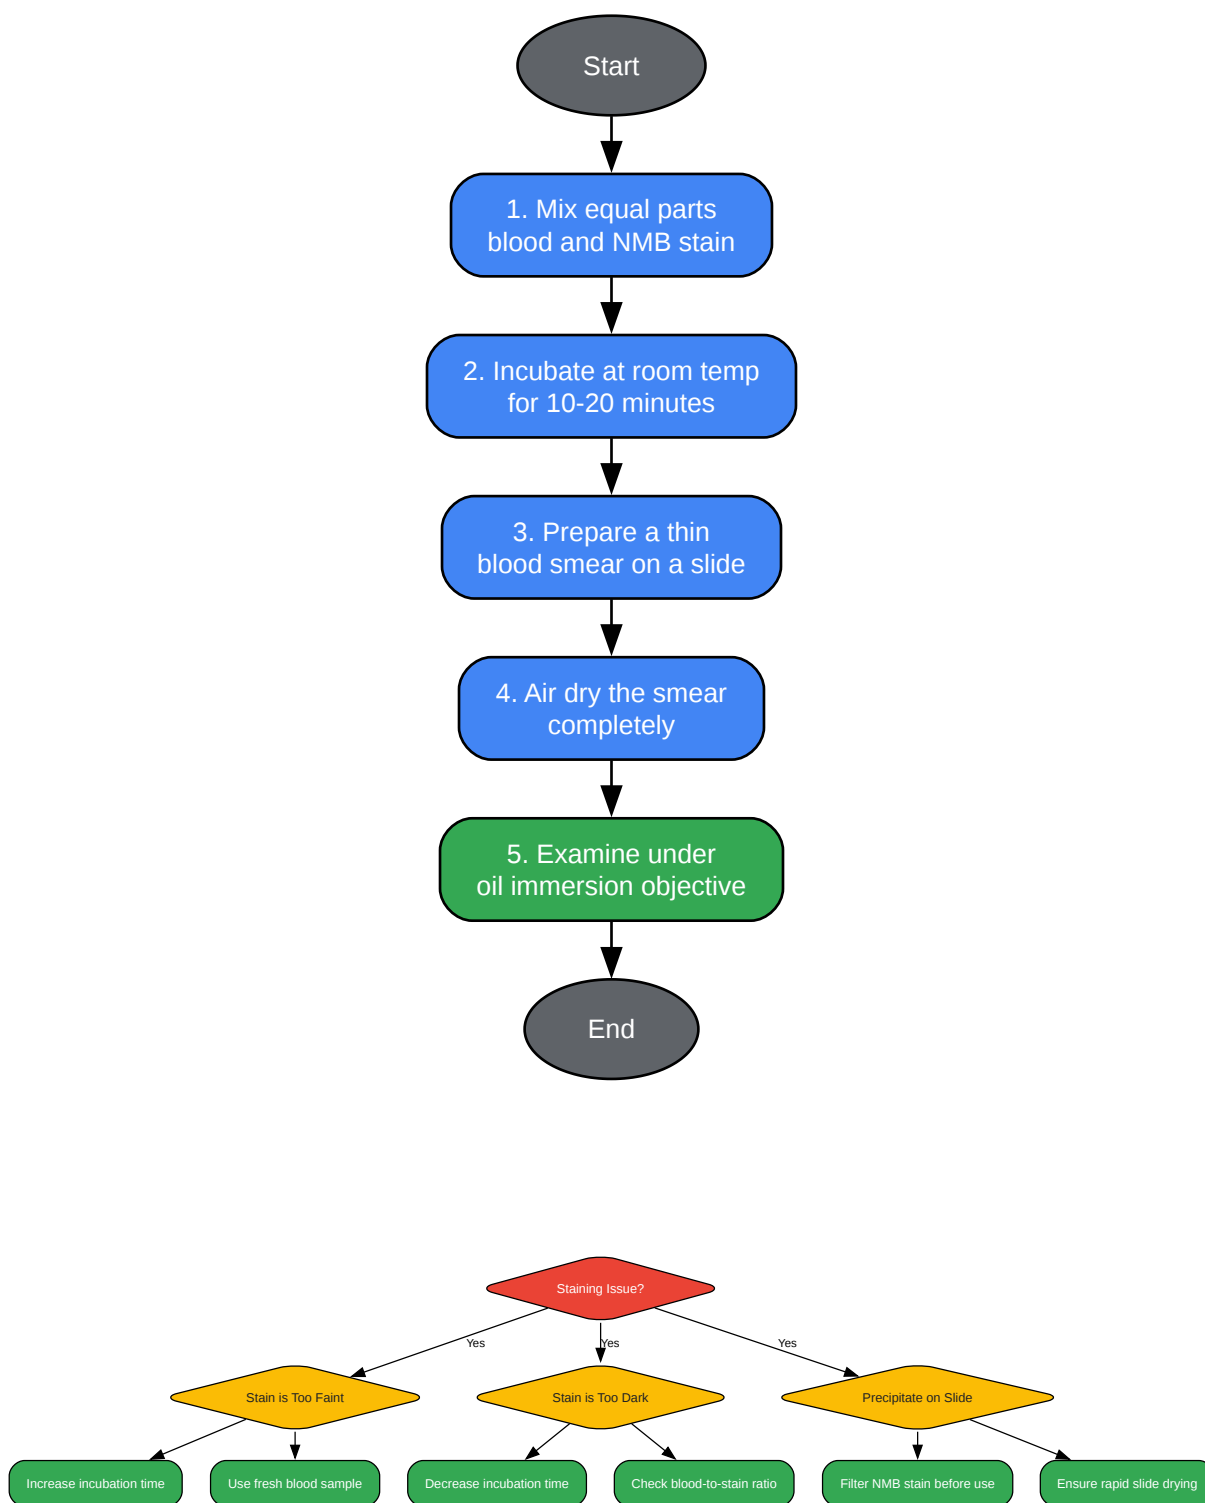 Start
1. Mix equal parts
blood and NMB stain
2. Incubate at room temp
for 10-20 minutes
3. Prepare a thin
blood smear on a slide
4. Air dry the smear
completely
5. Examine under
oil immersion objective
End
Staining Issue?
Yes
Yes
Yes
Stain is Too Faint
Stain is Too Dark
Precipitate on Slide
Increase incubation time
Use fresh blood sample
Decrease incubation time
Check blood-to-stain ratio
Filter NMB stain before use
Ensure rapid slide drying